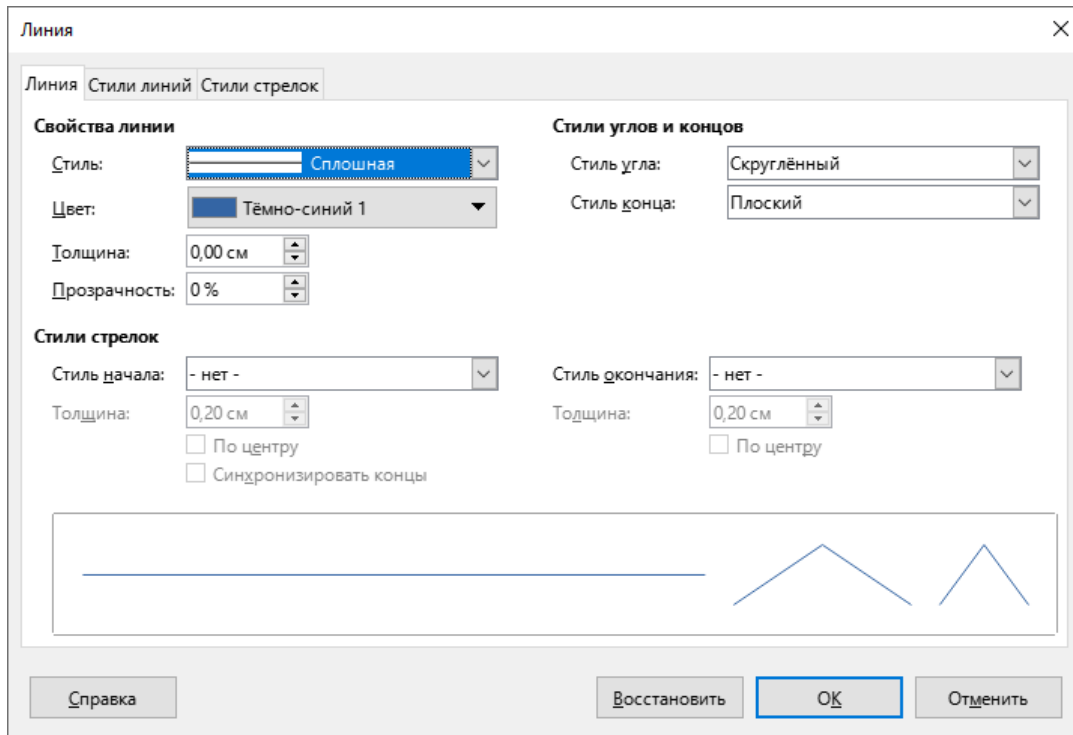 Линия
Линия Стили линий Стили стрелок
Свойства линии
Стиль: Сплошная
Цвет: Тёмно-синий 1
Толщина: 0,00 см
Прозрачность: 0 %
Стили углов и концов
Стиль угла: Скруглённый
Стиль конца: Плоский
Стили стрелок
Стиль начала: - нет -
Толщина: 0,20 см
По центру
Синхронизировать концы
Стиль окончания: - нет -
Толщина: 0,20 см
По центру
Справка Восстановить ОК Отменить